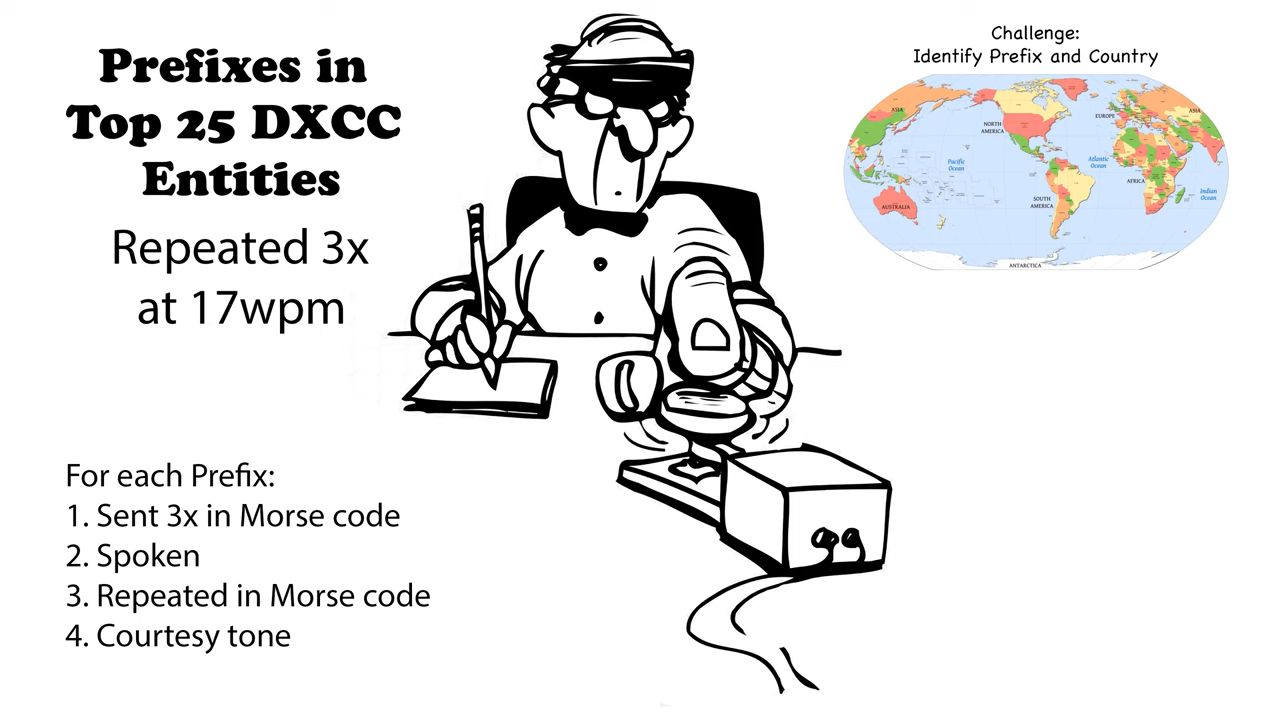 Prefixes in
Top 25 DXCC
Entities
Repeated 3x
at 17wpm
Challenge:
Identify Prefix and Country
ASIA
NORTH
AMERICA
EUROPE
ASIA
Pacific
Ocean
Atlantic
Ocean
AFRICA
SOUTH
AMERICA
Indian
Ocean
AUSTRALIA
ANTARCTICA
For each Prefix:
1. Sent 3x in Morse code
2. Spoken
3. Repeated in Morse code
4. Courtesy tone